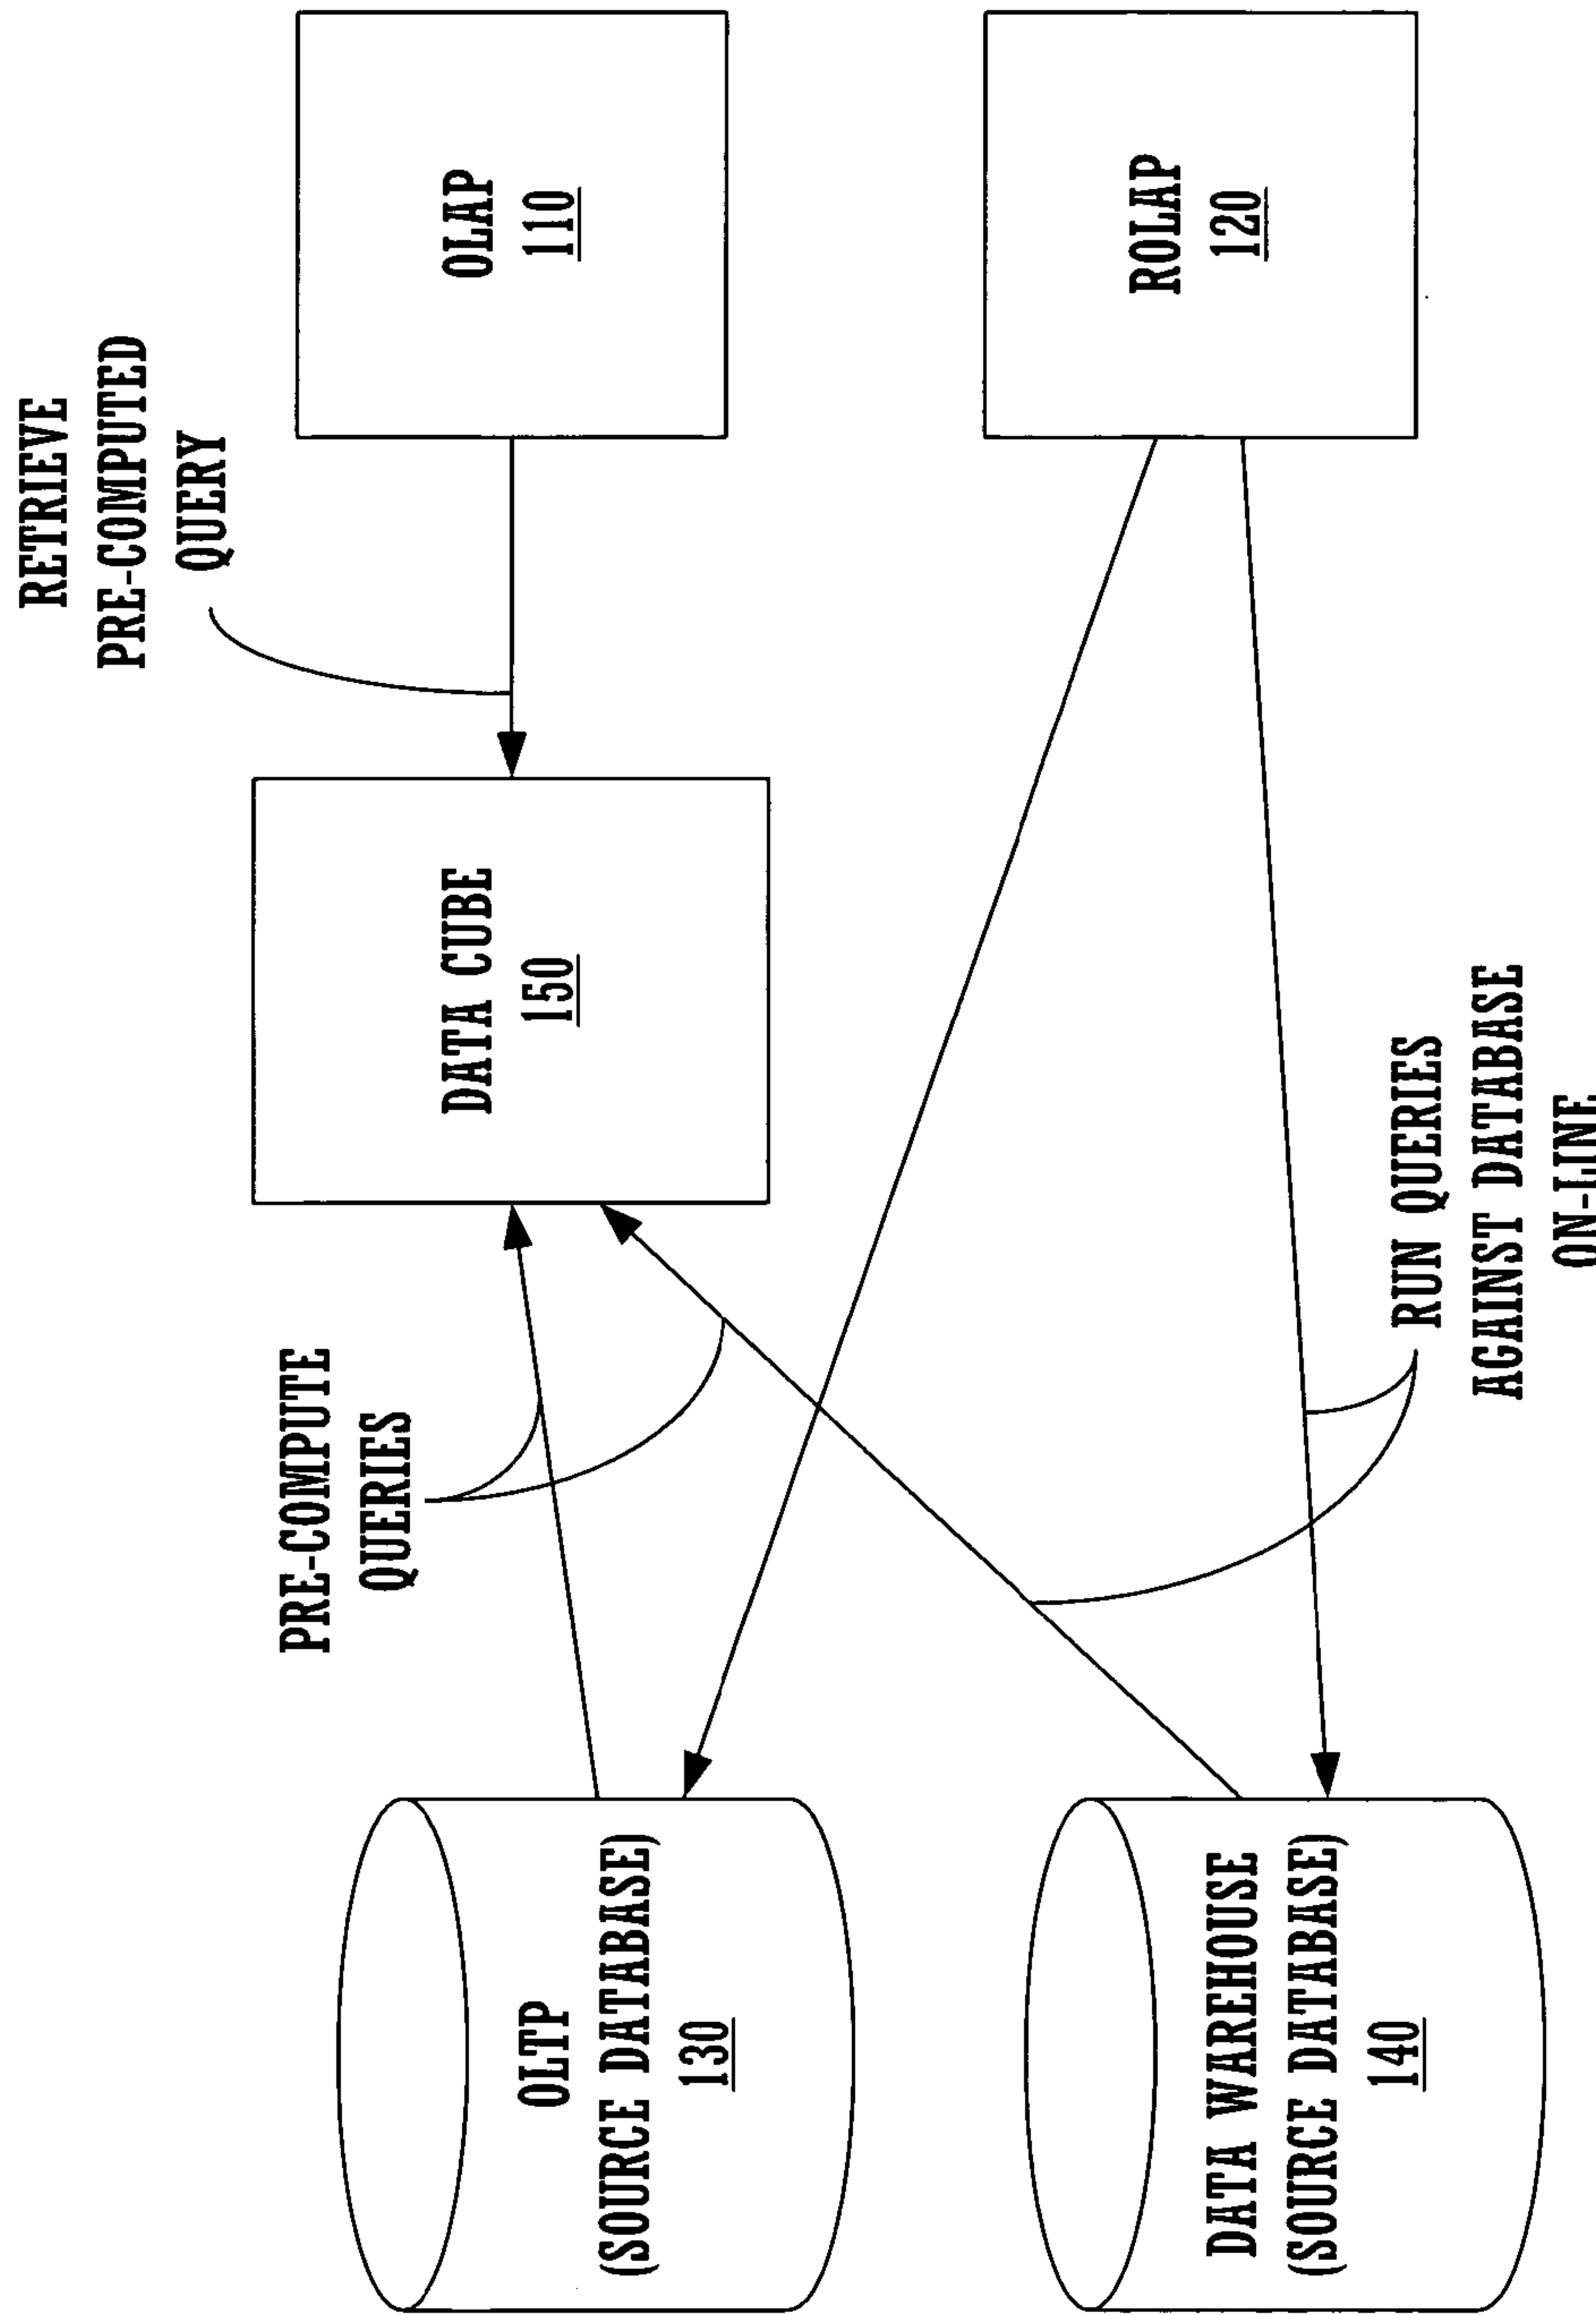 RETRIEVE
PRE-COMPUTED
QUERY
OLAP
110
DATA CUBE
150
PRE-COMPUTE
QUERIES
OLTP
(SOURCE DATABASE)
130
ROLAP
120
RUN QUERIES
AGAINST DATABASE
ON-LINE
DATA WAREHOUSE
(SOURCE DATABASE)
140